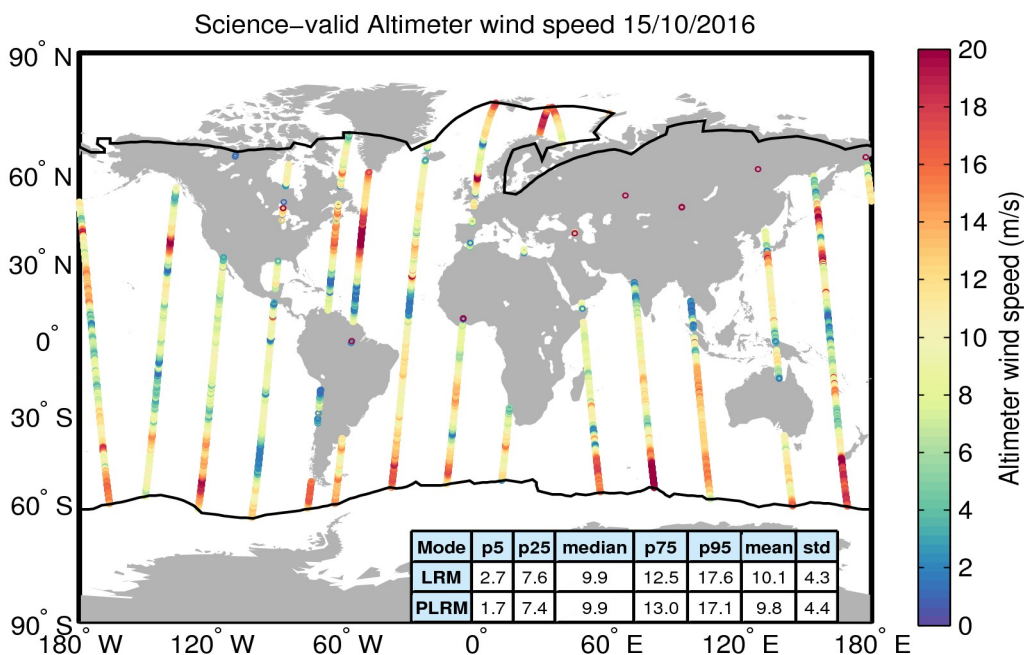 Science−valid Altimeter wind speed 15/10/2016
90° N
60° N
30° N
0°
30° S
60° S
90° S
180° W
120° W
60° W
0°
60° E
120° E
180° E
Mode p5 p25 median p75 p95 mean std
LRM 2.7 7.6 9.9 12.5 17.6 10.1 4.3
PLRM 1.7 7.4 9.9 13.0 17.1 9.8 4.4
20
18
16
14
12
10
8
6
4
2
0
Altimeter wind speed (m/s)